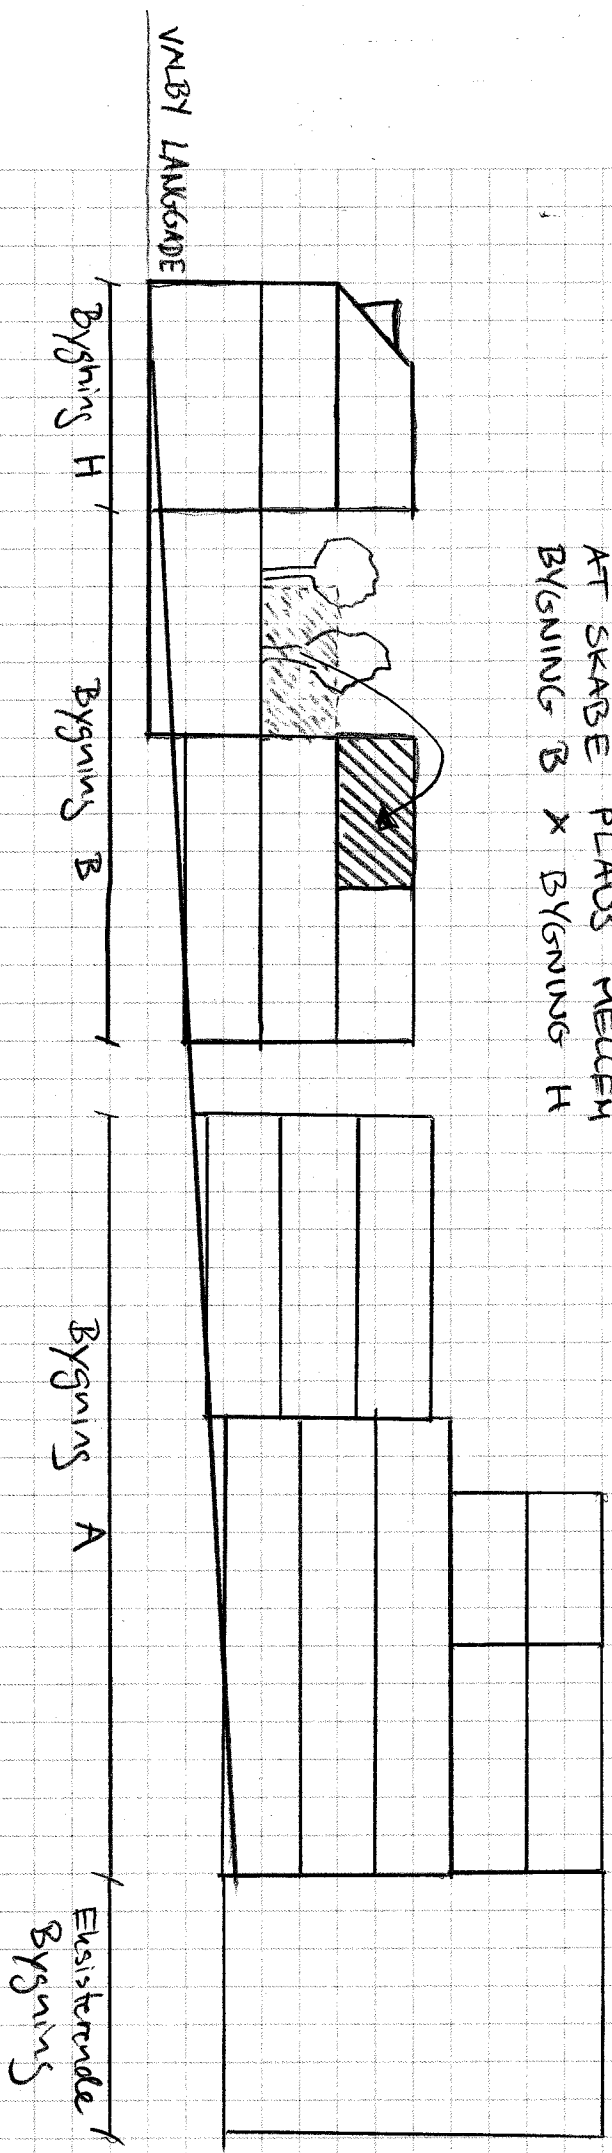 AT SKABE PLADS MELLEM
BYGNING B X BYGNING H
VALBY LANGGADE
Bygning H
Bygning B
Bygning A
Eksisterende
Bygning